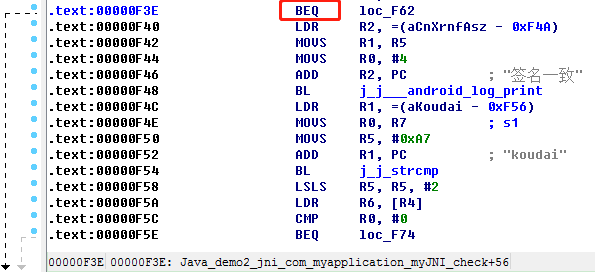 .text:00000F3E BEQ loc_F62
.text:00000F40 LDR R2, =(aCnXrnfAsz - 0xF4A)
.text:00000F42 MOVS R1, R5
.text:00000F44 MOVS R0, #4
.text:00000F46 ADD R2, PC ; "签名一致"
.text:00000F48 BL j_j___android_log_print
.text:00000F4C LDR R1, =(aKoudai - 0xF56)
.text:00000F4E MOVS R0, R7 ; s1
.text:00000F50 MOVS R5, #0xA7
.text:00000F52 ADD R1, PC ; "koudai"
.text:00000F54 BL j_j_strcmp
.text:00000F58 LSLS R5, R5, #2
.text:00000F5A LDR R6, [R4]
.text:00000F5C CMP R0, #0
.text:00000F5E BEQ loc_F74
00000F3E 00000F3E: Java_demo2_jni_com_myapplication_myJNI_check+56